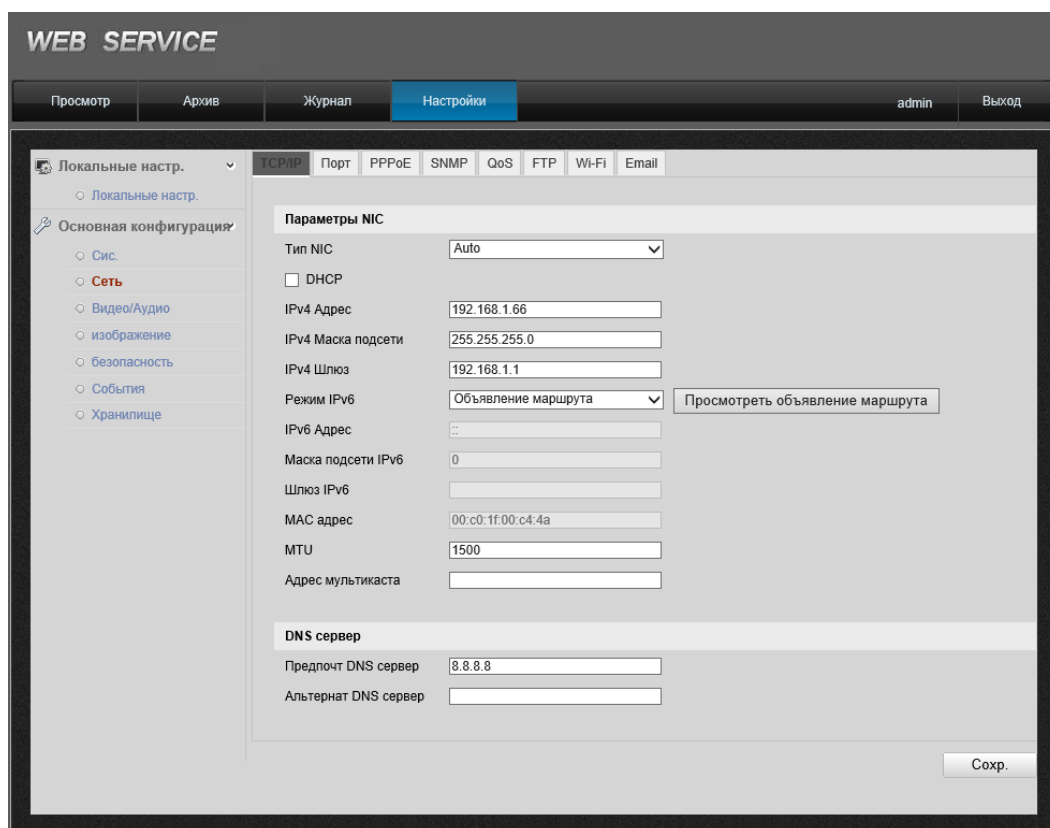 WEB SERVICE
Просмотр Архив Журнал Настройки admin Выход
Локальные настр.
Локальные настр.
Основная конфигурация
Сис.
Сеть
Видео/Аудио
изображение
безопасность
События
Хранилище
TCP/IP Порт PPPoE SNMP QoS FTP Wi-Fi Email
Параметры NIC
Тип NIC Auto
DHCP
IPv4 Адрес 192.168.1.66
IPv4 Маска подсети 255.255.255.0
IPv4 Шлюз 192.168.1.1
Режим IPv6 Объявление маршрута Просмотреть объявление маршрута
IPv6 Адрес ::
Маска подсети IPv6 0
Шлюз IPv6
MAC адрес 00:c0:1f:00:c4:4a
MTU 1500
Адрес мультикаста
DNS сервер
Предпочт DNS сервер 8.8.8.8
Альтернат DNS сервер
Сохр.